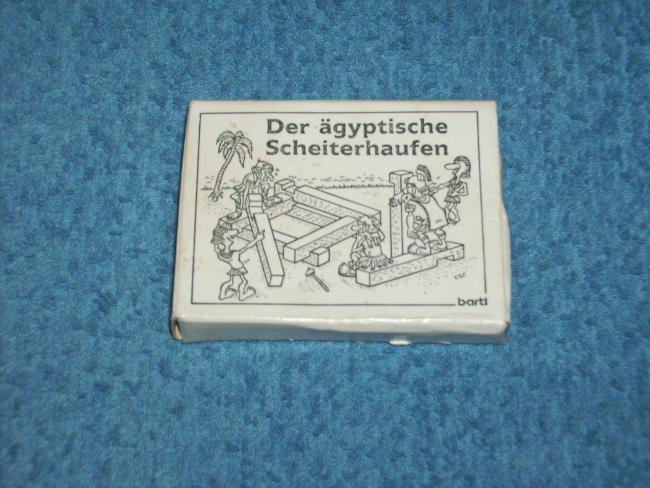 Der ägyptische
Scheiterhaufen
bartl